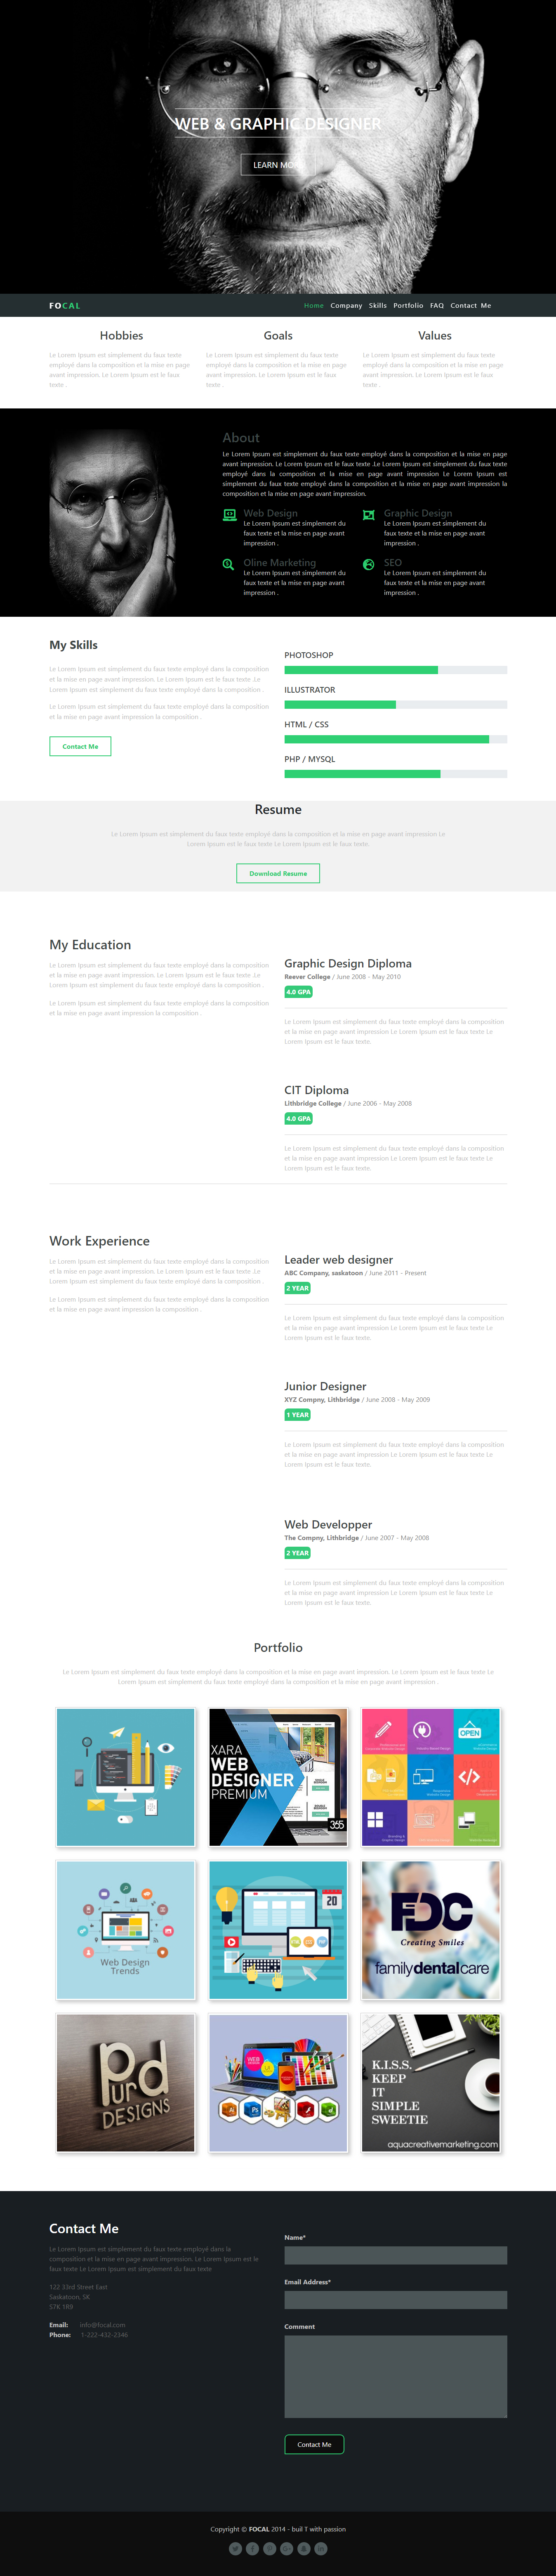 WEB & GRAPHIC DESIGNER
LEARN MORE
FOCAL
Home Company Skills Portfolio FAQ Contact Me
Hobbies
Le Lorem Ipsum est simplement du faux texte
employé dans la composition et la mise en page
avant impression. Le Lorem Ipsum est le faux
texte .
Goals
Le Lorem Ipsum est simplement du faux texte
employé dans la composition et la mise en page
avant impression. Le Lorem Ipsum est le faux
texte .
Values
Le Lorem Ipsum est simplement du faux texte
employé dans la composition et la mise en page
avant impression. Le Lorem Ipsum est le faux
texte .
About
Le Lorem Ipsum est simplement du faux texte employé dans la composition et la mise en page
avant impression. Le Lorem Ipsum est le faux texte .Le Lorem Ipsum est simplement du faux texte
employé dans la composition et la mise en page avant impression Le Lorem Ipsum est
simplement du faux texte employé dans la composition et la mise en page avant impression la
composition et la mise en page avant impression.
Web Design
Le Lorem Ipsum est simplement du
faux texte et la mise en page avant
impression .
Graphic Design
Le Lorem Ipsum est simplement du
faux texte et la mise en page avant
impression .
Oline Marketing
Le Lorem Ipsum est simplement du
faux texte et la mise en page avant
impression .
SEO
Le Lorem Ipsum est simplement du
faux texte et la mise en page avant
impression .
My Skills
Le Lorem Ipsum est simplement du faux texte employé dans la composition
et la mise en page avant impression. Le Lorem Ipsum est le faux texte .Le
Lorem Ipsum est simplement du faux texte employé dans la composition .
Le Lorem Ipsum est simplement du faux texte employé dans la composition
et la mise en page avant impression la composition .
Contact Me
PHOTOSHOP
ILLUSTRATOR
HTML / CSS
PHP / MYSQL
Resume
Le Lorem Ipsum est simplement du faux texte employé dans la composition et la mise en page avant impression Le
Lorem Ipsum est le faux texte Le Lorem Ipsum est le faux texte.
Download Resume
My Education
Le Lorem Ipsum est simplement du faux texte employé dans la composition
et la mise en page avant impression. Le Lorem Ipsum est le faux texte .Le
Lorem Ipsum est simplement du faux texte employé dans la composition .
Le Lorem Ipsum est simplement du faux texte employé dans la composition
et la mise en page avant impression la composition .
Graphic Design Diploma
Reever College / June 2008 - May 2010
4.0 GPA
Le Lorem Ipsum est simplement du faux texte employé dans la composition
et la mise en page avant impression Le Lorem Ipsum est le faux texte Le
Lorem Ipsum est le faux texte.
CIT Diploma
Lithbridge College / June 2006 - May 2008
4.0 GPA
Le Lorem Ipsum est simplement du faux texte employé dans la composition
et la mise en page avant impression Le Lorem Ipsum est le faux texte Le
Lorem Ipsum est le faux texte.
Work Experience
Le Lorem Ipsum est simplement du faux texte employé dans la composition
et la mise en page avant impression. Le Lorem Ipsum est le faux texte .Le
Lorem Ipsum est simplement du faux texte employé dans la composition .
Le Lorem Ipsum est simplement du faux texte employé dans la composition
et la mise en page avant impression la composition .
Leader web designer
ABC Company, saskatoon / June 2011 - Present
2 YEAR
Le Lorem Ipsum est simplement du faux texte employé dans la composition
et la mise en page avant impression Le Lorem Ipsum est le faux texte Le
Lorem Ipsum est le faux texte.
Junior Designer
XYZ Compny, Lithbridge / June 2008 - May 2009
1 YEAR
Le Lorem Ipsum est simplement du faux texte employé dans la composition
et la mise en page avant impression Le Lorem Ipsum est le faux texte Le
Lorem Ipsum est le faux texte.
Web Developper
The Compny, Lithbridge / June 2007 - May 2008
2 YEAR
Le Lorem Ipsum est simplement du faux texte employé dans la composition
et la mise en page avant impression Le Lorem Ipsum est le faux texte Le
Lorem Ipsum est le faux texte.
Portfolio
Le Lorem Ipsum est simplement du faux texte employé dans la composition et la mise en page avant impression. Le Lorem Ipsum est le faux texte Le
Lorem Ipsum est simplement du faux texte employé dans la composition et la mise en page avant impression .
XARA
WEB
DESIGNER
PREMIUM
365
OPEN
Web Design
Trends
20
FDC
Creating Smiles
familydentalcare
purd
DESIGNS
K.I.S.S.
KEEP
IT
SIMPLE
SWEETIE
aquacreativemarketing.com
Contact Me
Le Lorem Ipsum est simplement du faux texte employé dans la
composition et la mise en page avant impression. Le Lorem Ipsum est le
faux texte Le Lorem Ipsum est simplement du faux texte
122 33rd Street East
Saskatoon, SK
S7K 1R9
Email: info@focal.com
Phone: 1-222-432-2346
Name*
Email Address*
Comment
Contact Me
Copyright © FOCAL 2014 - buil T with passion